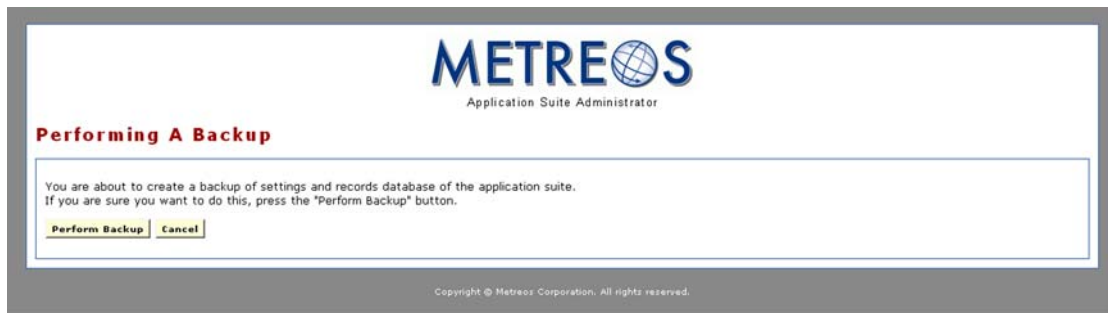 METREOS
Application Suite Administrator
Performing A Backup
You are about to create a backup of settings and records database of the application suite.
If you are sure you want to do this, press the "Perform Backup" button.
Perform Backup Cancel
Copyright © Metreos Corporation. All rights reserved.